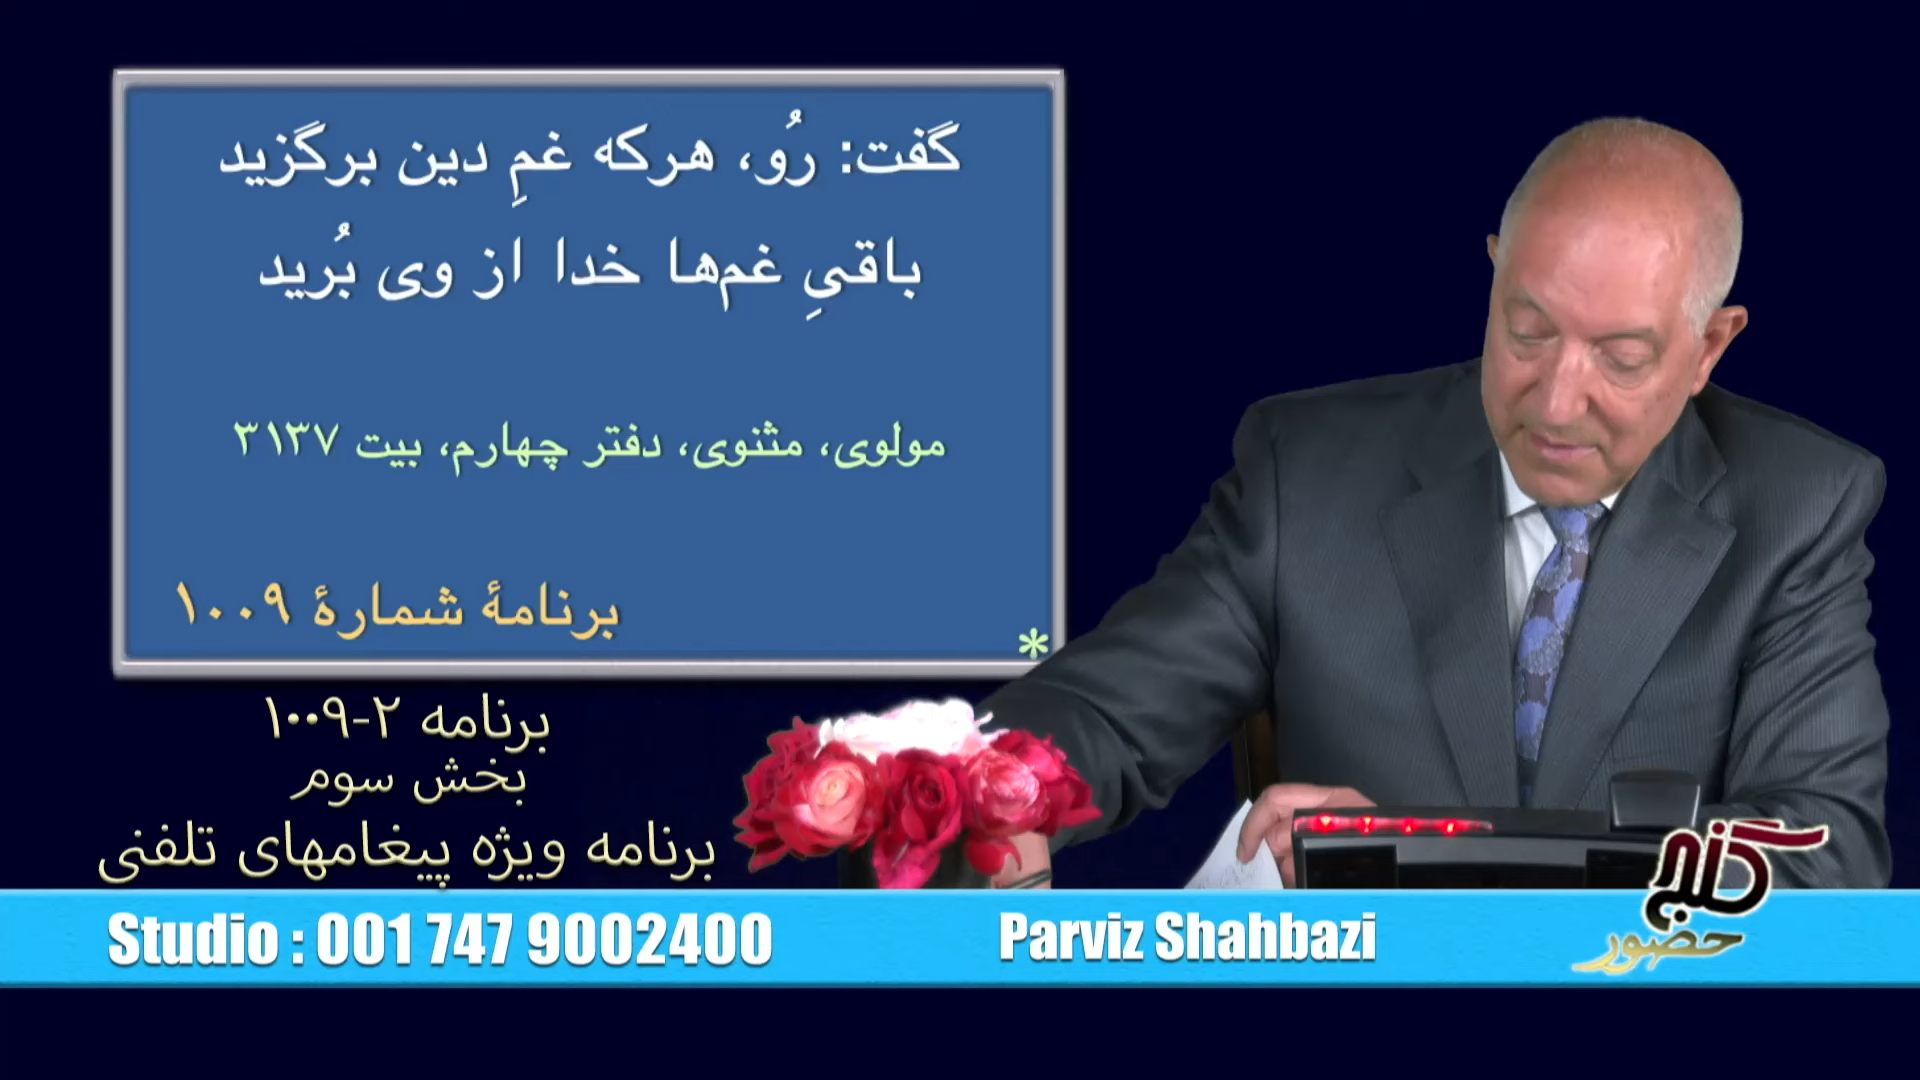 گفت: رُو، هرکه غمِ دین برگزید
باقیِ غم‌ها خدا از وی بُرید
مولوی، مثنوی، دفتر چهارم، بیت ۳۱۳۷
برنامهٔ شمارهٔ ۱۰۰۹
*
برنامه ۲-۱۰۰۹
بخش سوم
برنامه ویژه پیغامهای تلفنی
Studio : 001 747 9002400
Parviz Shahbazi
گنج
حضور